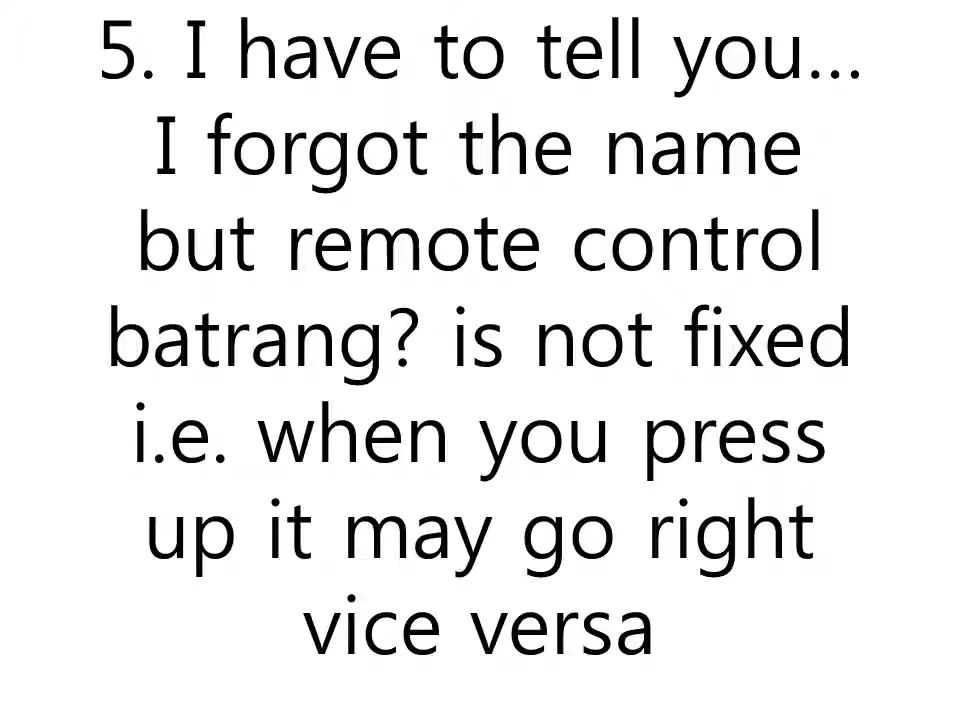 5. I have to tell you...
I forgot the name
but remote control
batrang? is not fixed
i.e. when you press
up it may go right
vice versa